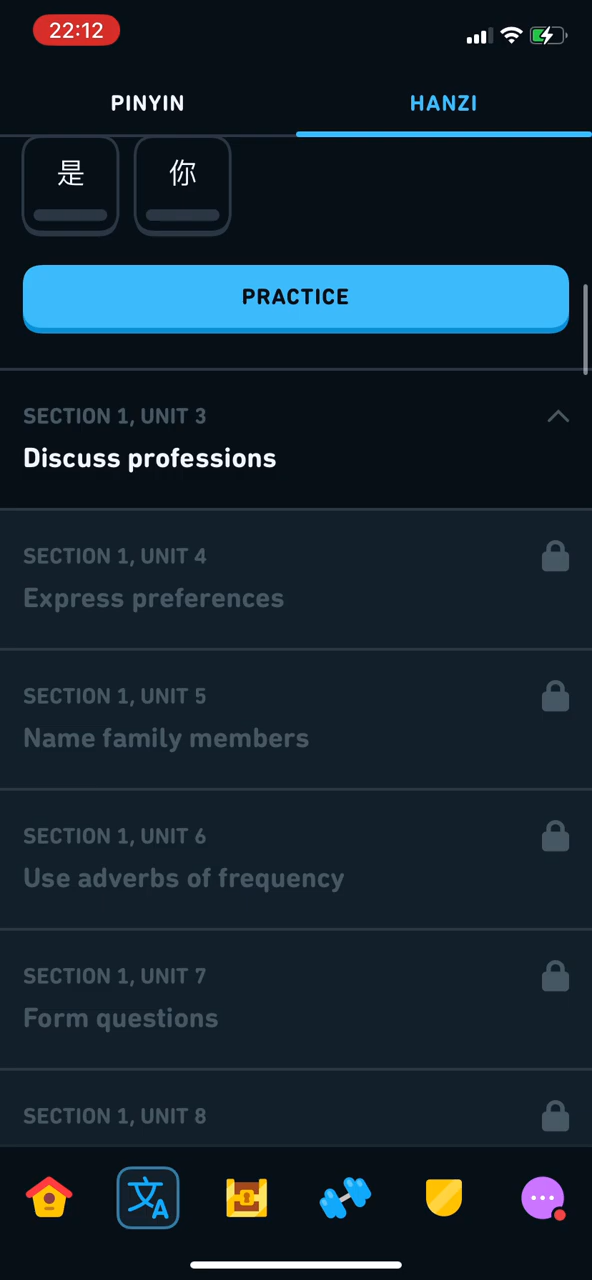 22:12
PINYIN
HANZI
是
你
PRACTICE
SECTION 1, UNIT 3
Discuss professions
SECTION 1, UNIT 4
Express preferences
SECTION 1, UNIT 5
Name family members
SECTION 1, UNIT 6
Use adverbs of frequency
SECTION 1, UNIT 7
Form questions
SECTION 1, UNIT 8
文A